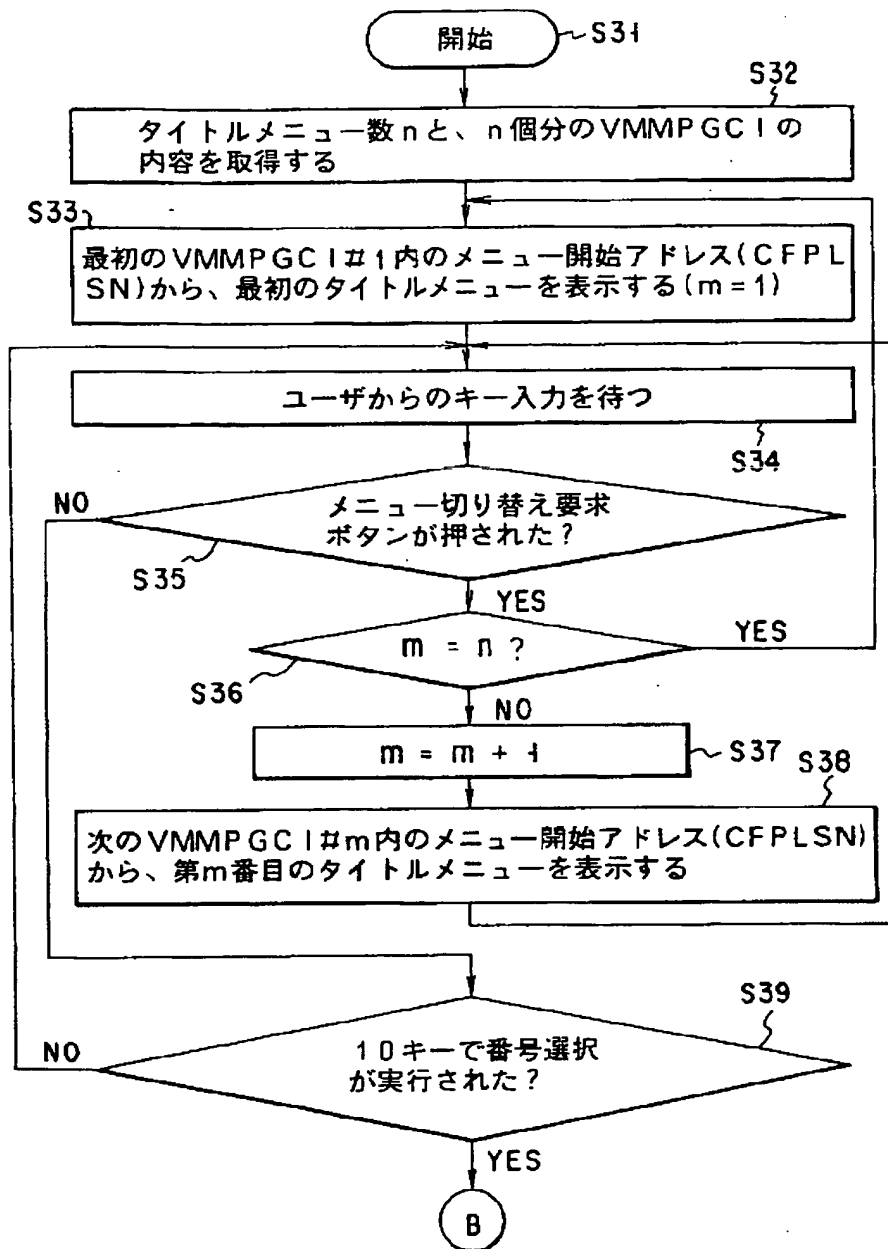 開始
S31
S32
タイトルメニュー数nと、n個分のVMMPGCIの
内容を取得する
S33
最初のVMMPGCI#1内のメニュー開始アドレス(CFPL
SN)から、最初のタイトルメニューを表示する(m=1)
ユーザからのキー入力を待つ
S34
NO
メニュー切り替え要求
ボタンが押された?
S35
YES
m = n ?
YES
S36
NO
m = m + 1
S37
S38
次のVMMPGCI#m内のメニュー開始アドレス(CFPLSN)
から、第m番目のタイトルメニューを表示する
S39
NO
10キーで番号選択
が実行された?
YES
B